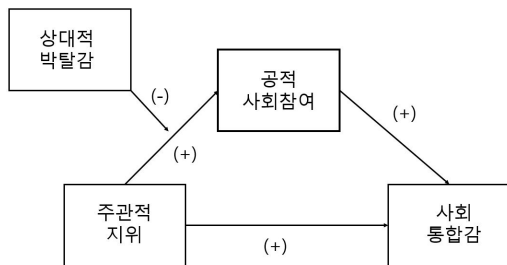 상대적
박탈감
공적
사회참여
(-)
(+)
(+)
주관적
지위
사회
통합감
(+)